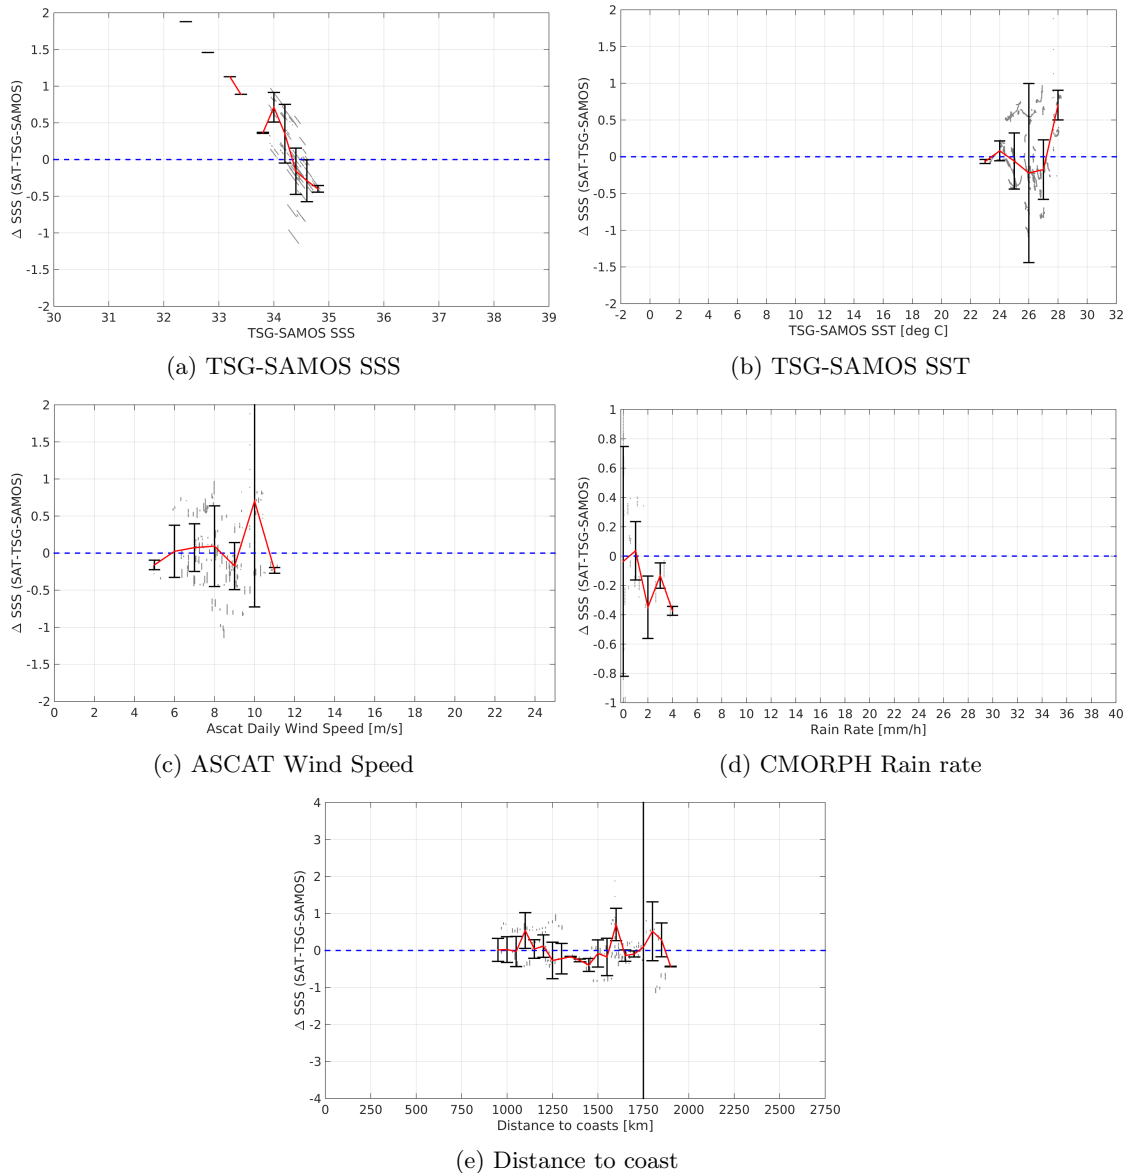 2
1.5
1
0.5
0
-0.5
-1
-1.5
-2
Δ SSS (SAT-TSG-SAMOS)
30 31 32 33 34 35 36 37 38 39
TSG-SAMOS SSS
(a) TSG-SAMOS SSS
2
1.5
1
0.5
0
-0.5
-1
-1.5
-2
Δ SSS (SAT-TSG-SAMOS)
-2 0 2 4 6 8 10 12 14 16 18 20 22 24 26 28 30 32
TSG-SAMOS SST [deg C]
(b) TSG-SAMOS SST
2
1.5
1
0.5
0
-0.5
-1
-1.5
-2
Δ SSS (SAT-TSG-SAMOS)
0 2 4 6 8 10 12 14 16 18 20 22 24
Ascat Daily Wind Speed [m/s]
(c) ASCAT Wind Speed
1
0.8
0.6
0.4
0.2
0
-0.2
-0.4
-0.6
-0.8
-1
Δ SSS (SAT-TSG-SAMOS)
0 2 4 6 8 10 12 14 16 18 20 22 24 26 28 30 32 34 36 38 40
Rain Rate [mm/h]
(d) CMORPH Rain rate
4
3
2
1
0
-1
-2
-3
-4
Δ SSS (SAT-TSG-SAMOS)
0 250 500 750 1000 1250 1500 1750 2000 2250 2500 2750
Distance to coasts [km]
(e) Distance to coast